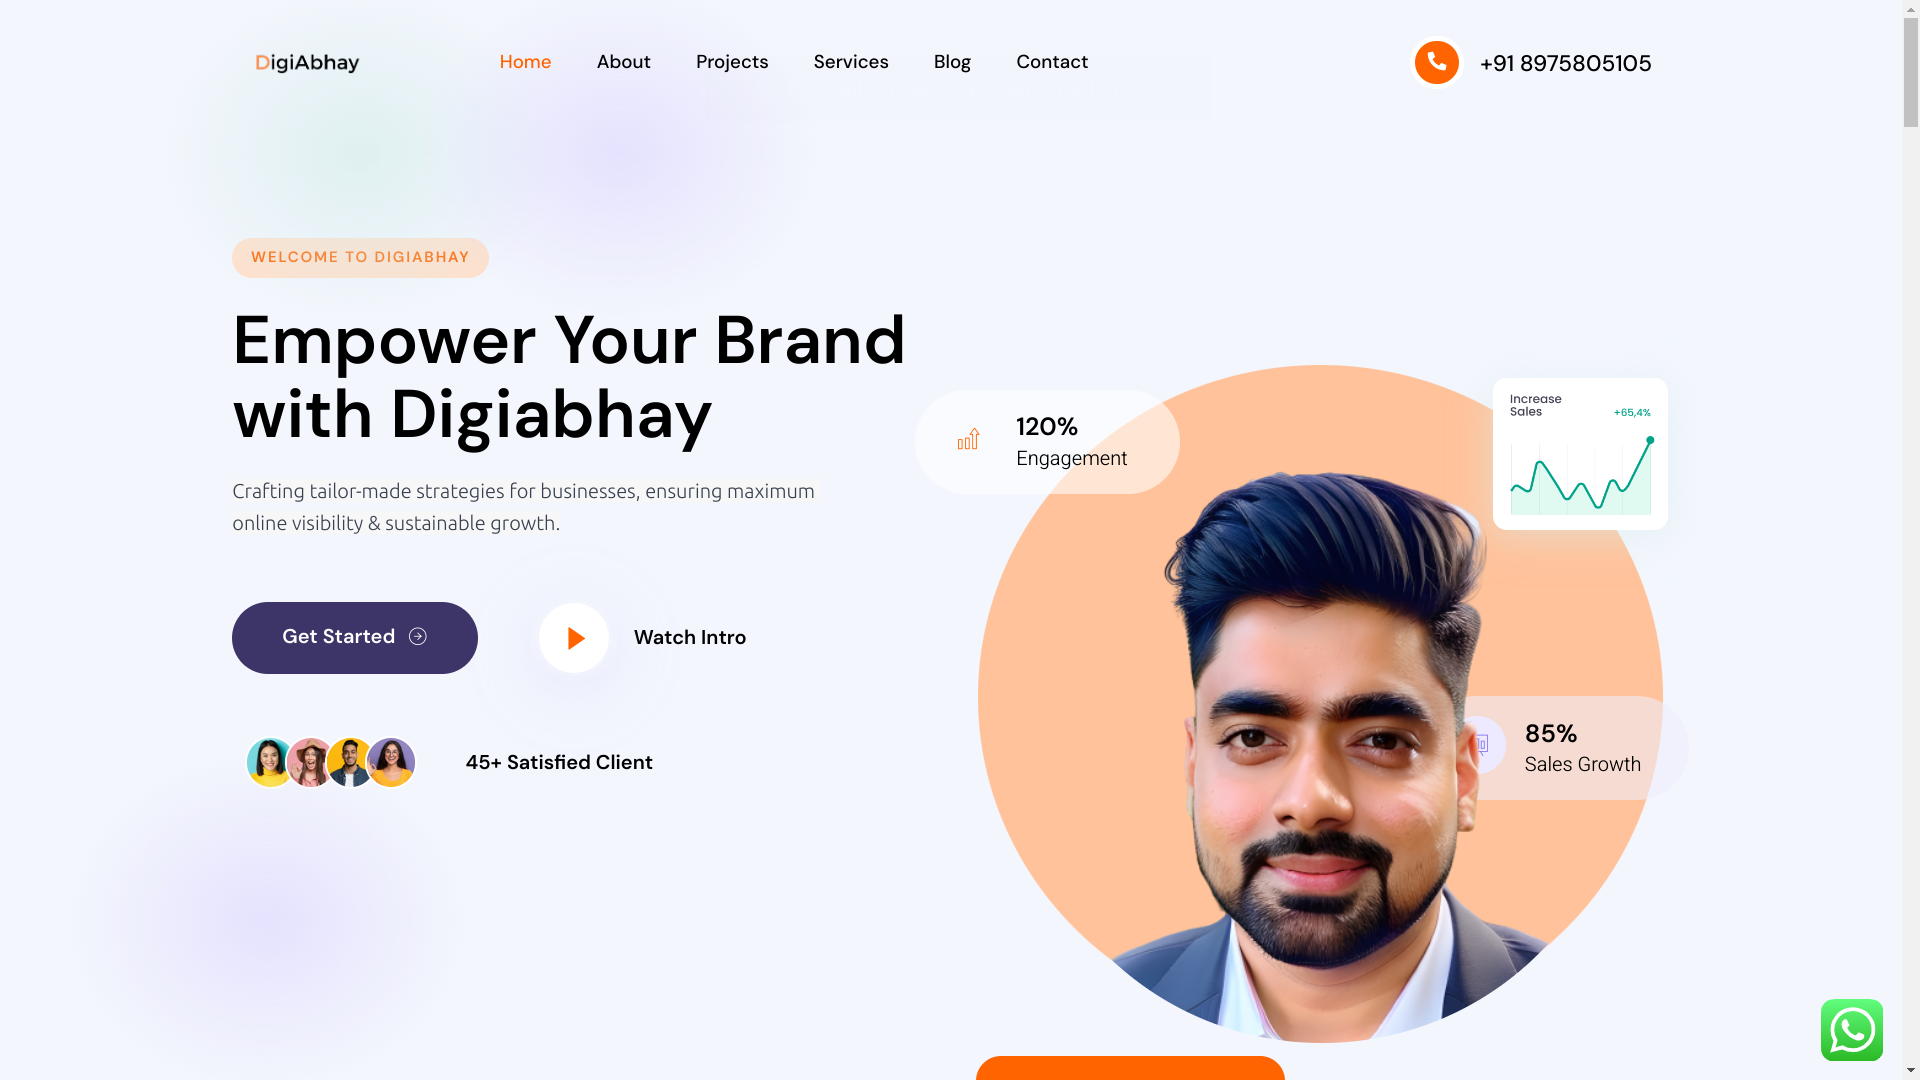 DigiAbhay
Home
About
Projects
Services
Blog
Contact
+91 8975805105
WELCOME TO DIGIABHAY
Empower Your Brand
with Digiabhay
Crafting tailor-made strategies for businesses, ensuring maximum
online visibility & sustainable growth.
Get Started
Watch Intro
45+ Satisfied Client
120%
Engagement
Increase
Sales
+65,4%
85%
Sales Growth